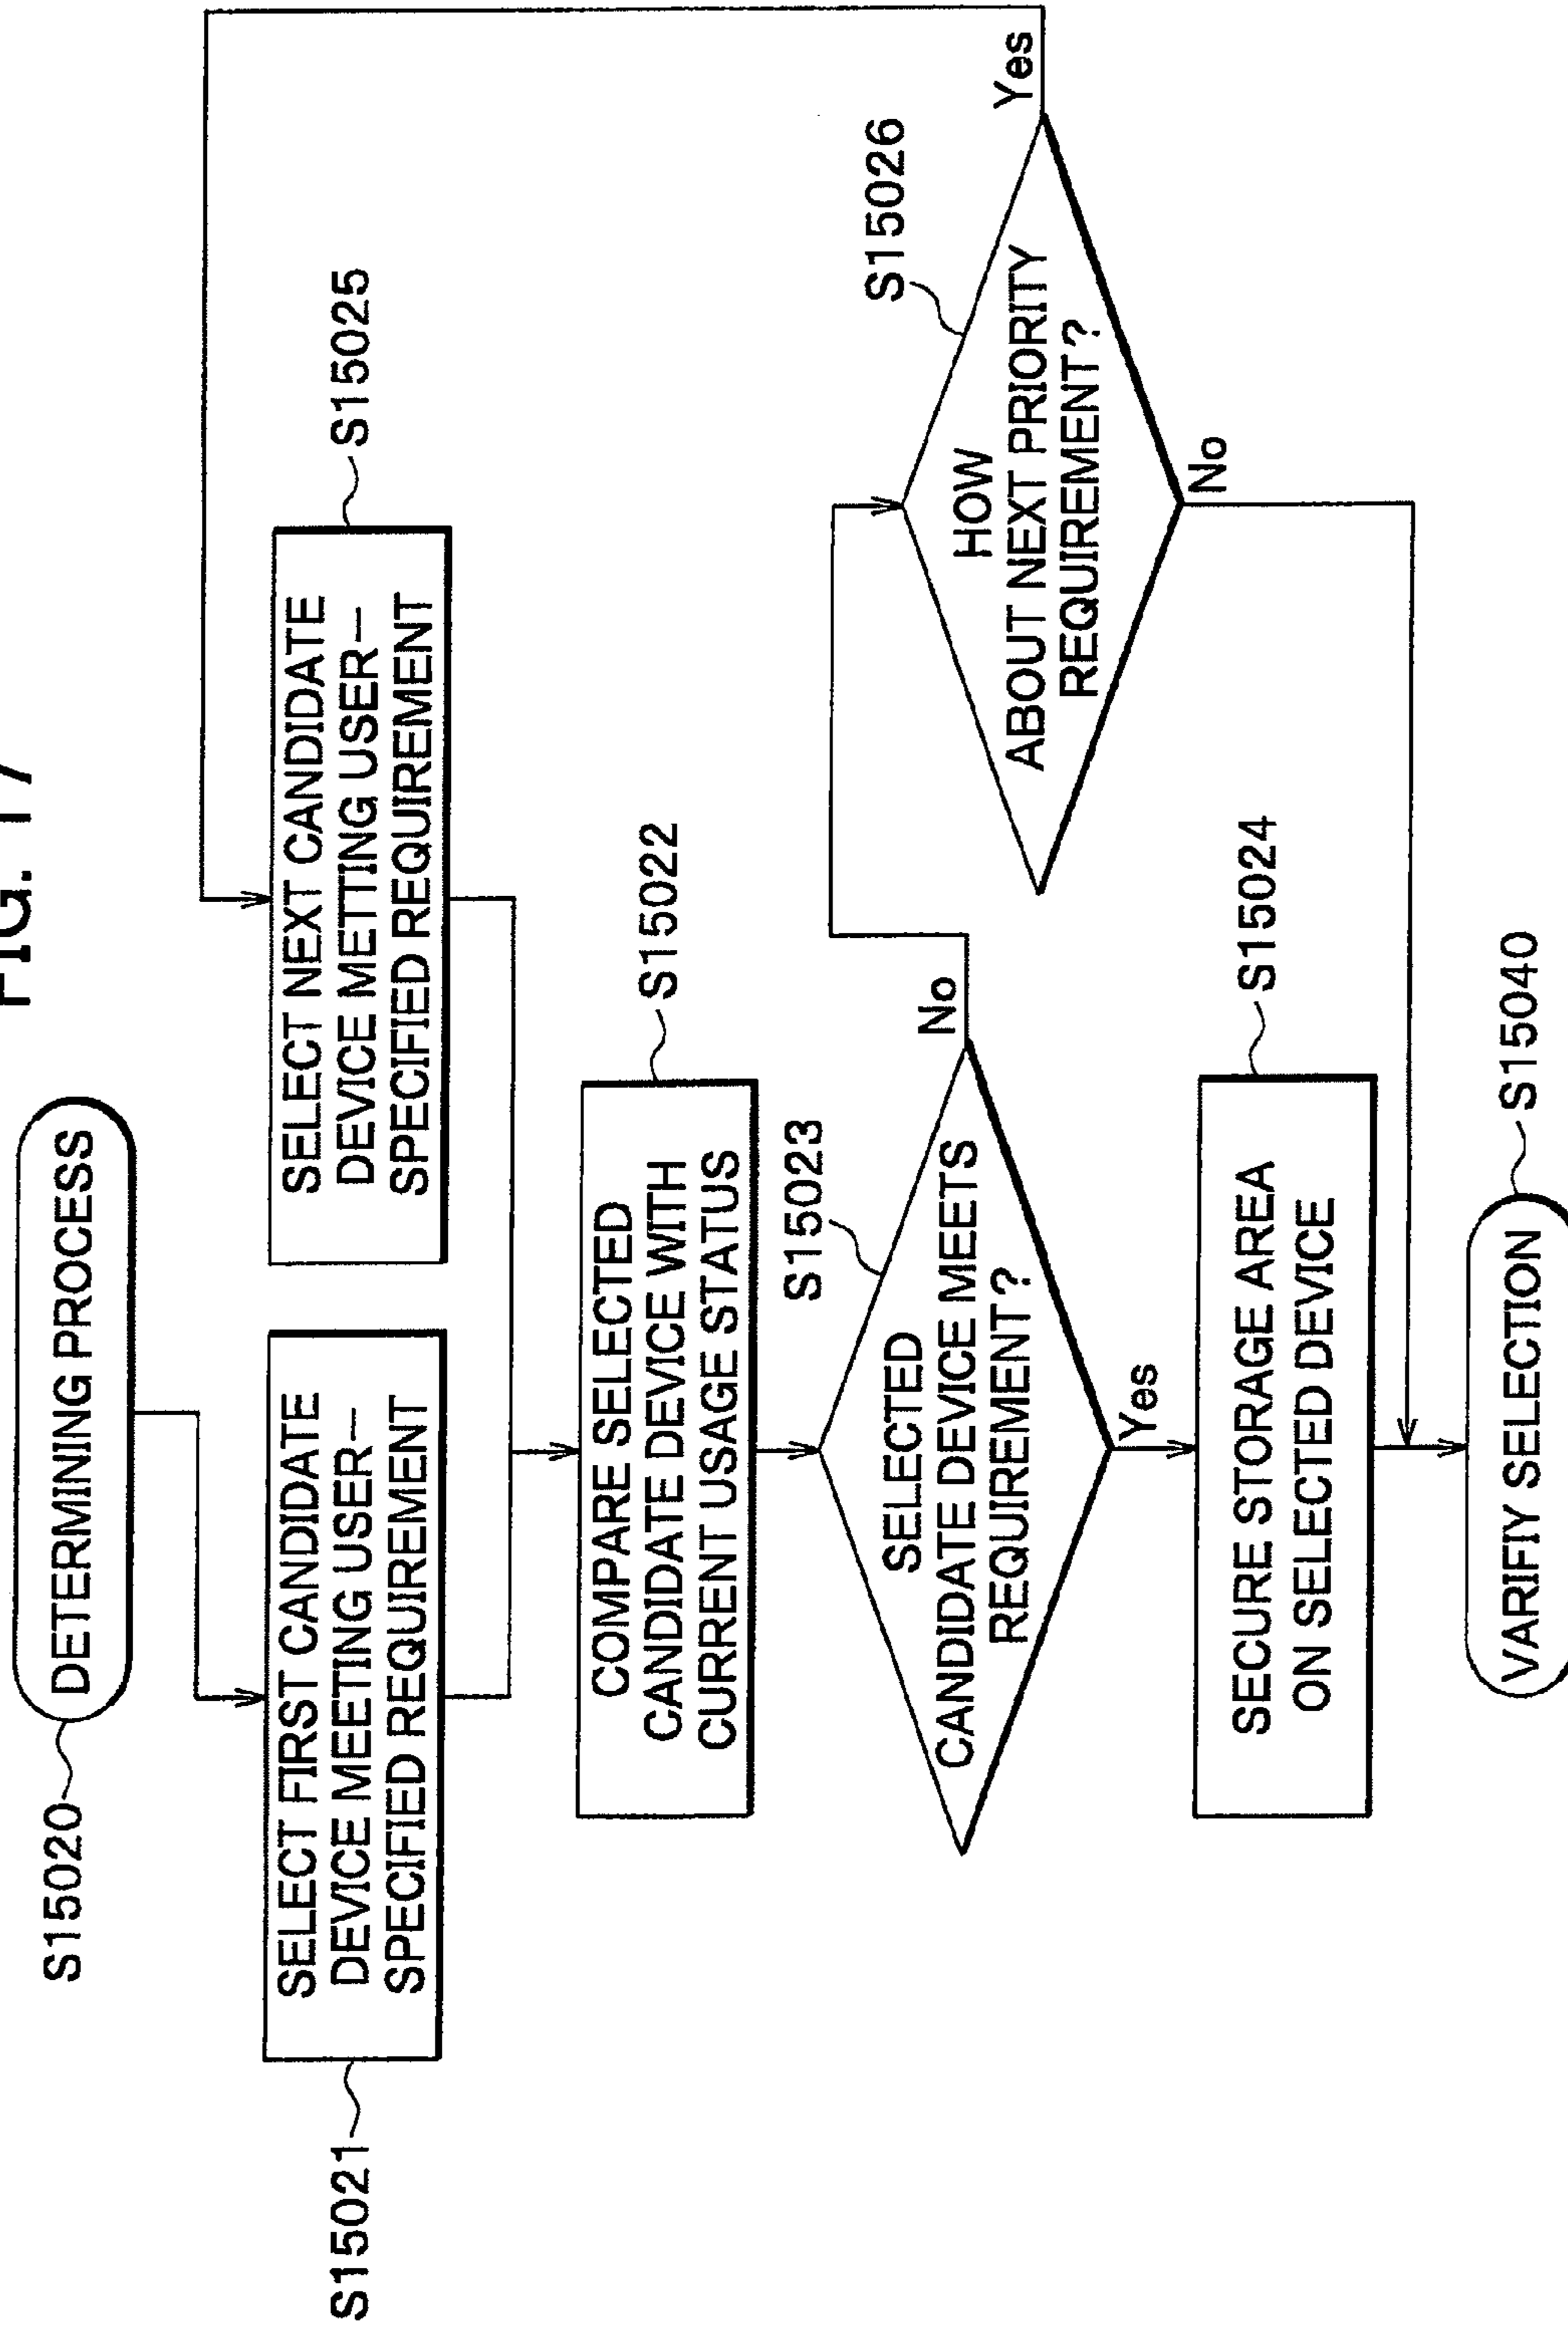 FIG. 17
S15020
DETERMINING PROCESS
S15021
SELECT FIRST CANDIDATE
DEVICE MEETING USER-
SPECIFIED REQUIREMENT
SELECT NEXT CANDIDATE
DEVICE METTING USER-
SPECIFIED REQUIREMENT
S15025
COMPARE SELECTED
CANDIDATE DEVICE WITH
CURRENT USAGE STATUS
S15022
S15023
SELECTED
CANDIDATE DEVICE MEETS
REQUIREMENT?
No
Yes
S15026
HOW
ABOUT NEXT PRIORITY
REQUIREMENT?
Yes
No
SECURE STORAGE AREA
ON SELECTED DEVICE
S15024
VARIFIY SELECTION
S15040